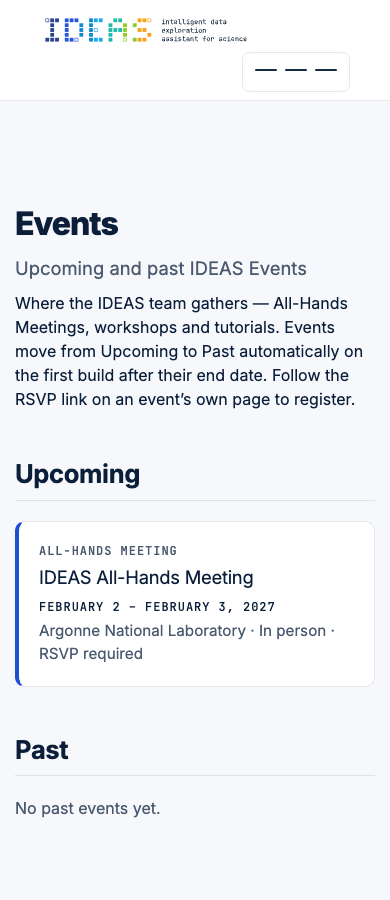 IDEAS
intelligent data
exploration
assistant for science
Events
Upcoming and past IDEAS Events
Where the IDEAS team gathers — All-Hands
Meetings, workshops and tutorials. Events
move from Upcoming to Past automatically on
the first build after their end date. Follow the
RSVP link on an event’s own page to register.
Upcoming
ALL-HANDS MEETING
IDEAS All-Hands Meeting
FEBRUARY 2 – FEBRUARY 3, 2027
Argonne National Laboratory · In person ·
RSVP required
Past
No past events yet.